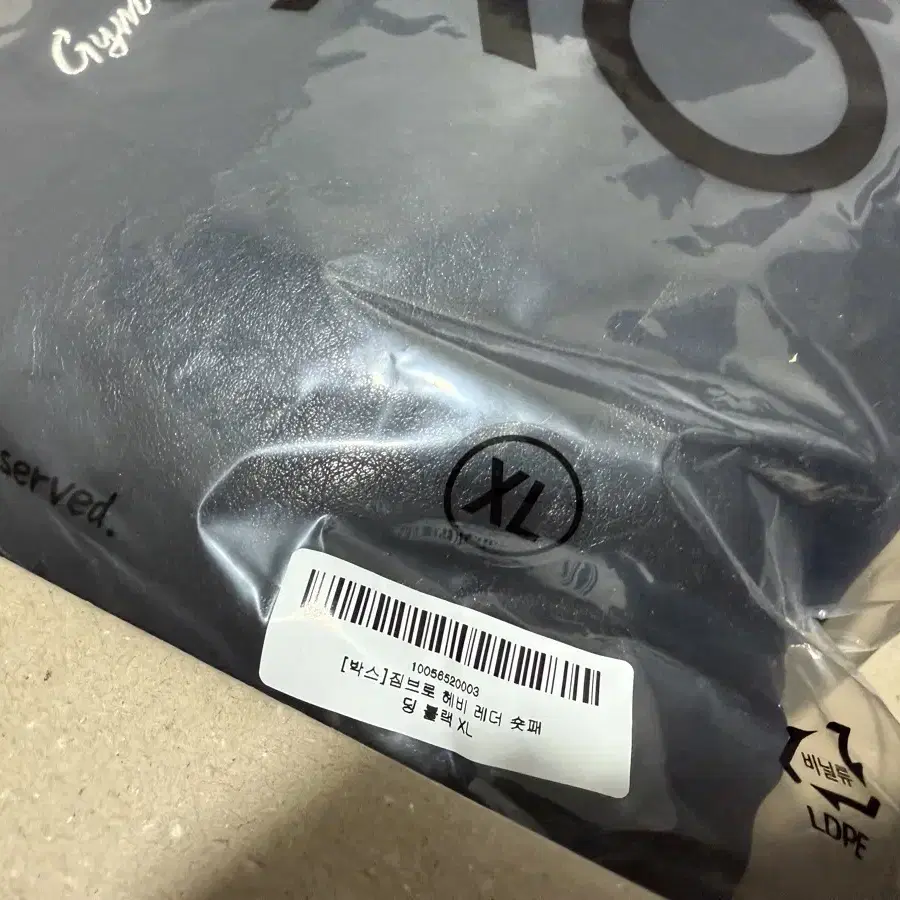 Gym
served.
XL
10056520003
[박스]짐브로 헤비 레더 숏패
딩 블랙 XL
비닐류
LDPE